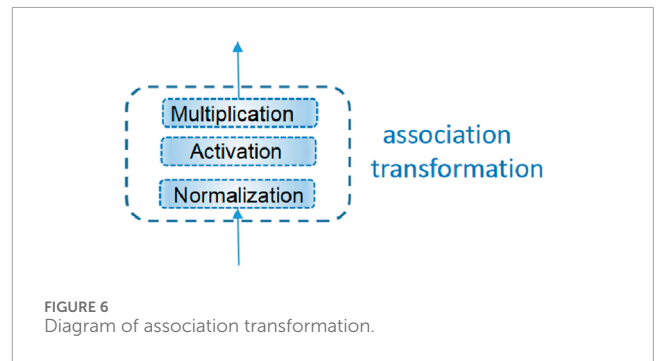 Multiplication
Activation
Normalization
association
transformation
FIGURE 6
Diagram of association transformation.